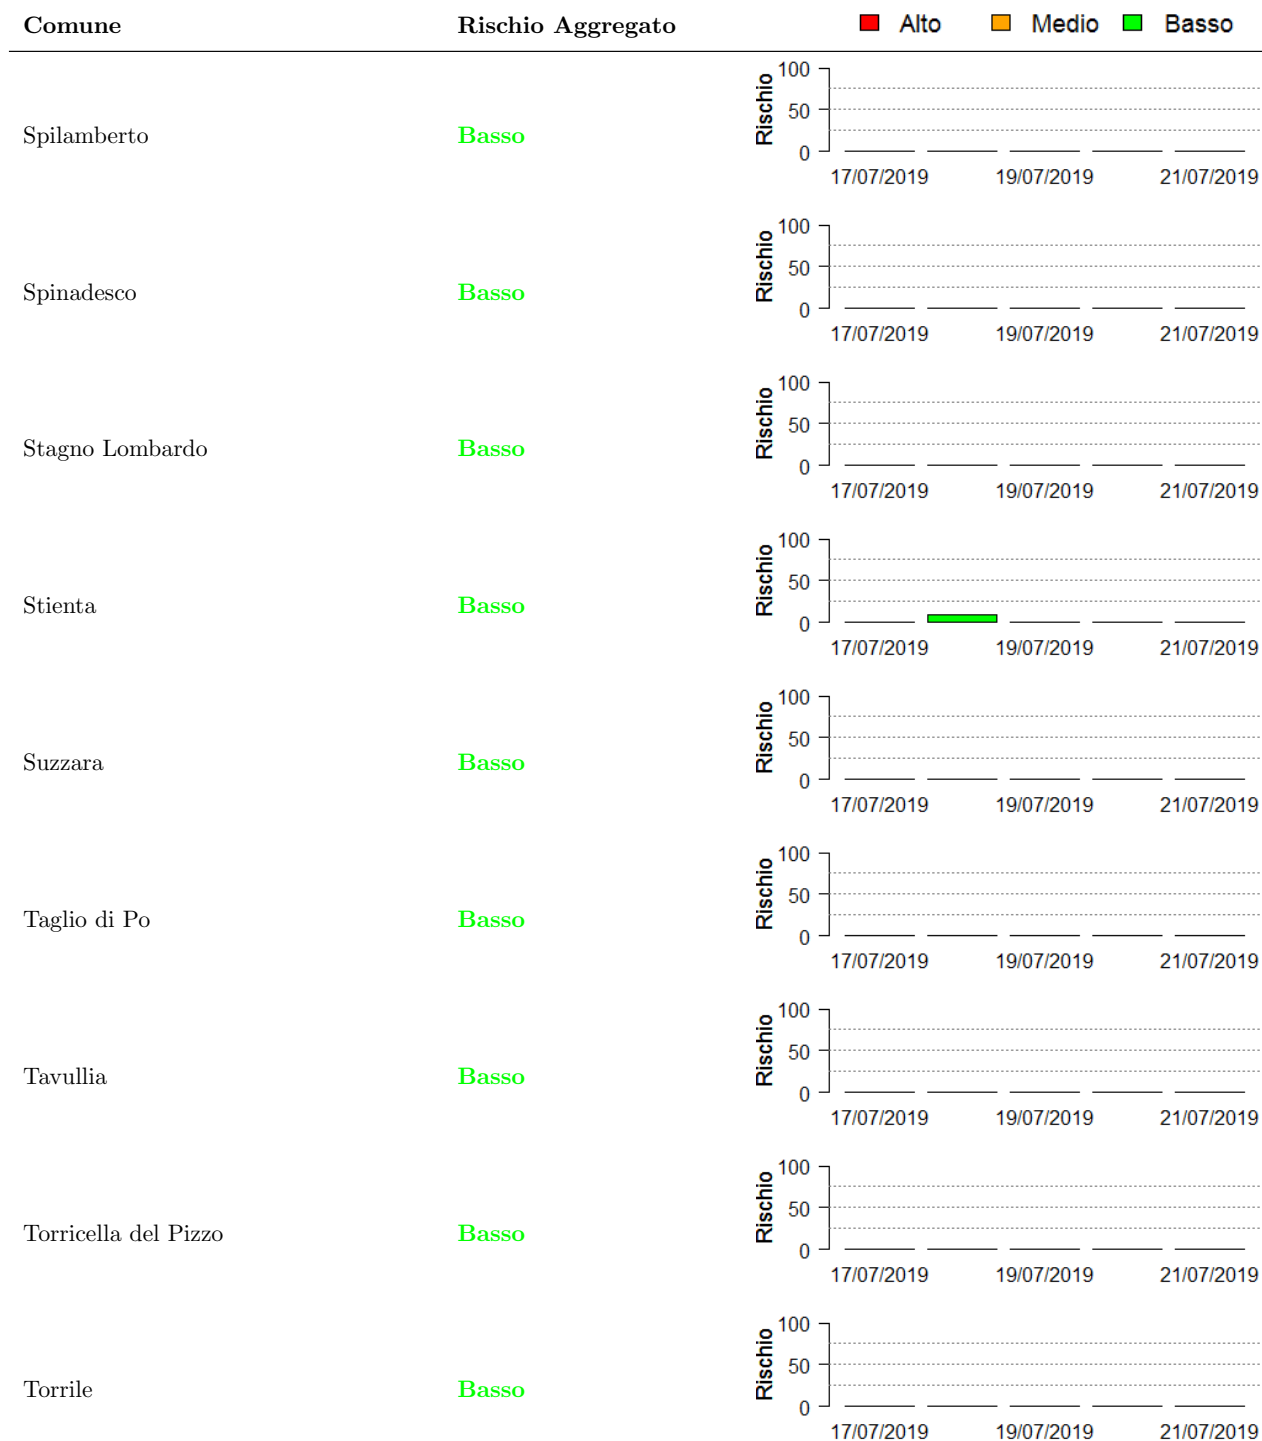 Comune Rischio Aggregato Alto Medio Basso
100
50
0
Rischio
Spilamberto Basso
17/07/2019 19/07/2019 21/07/2019
100
50
0
Rischio
Spinadesco Basso
17/07/2019 19/07/2019 21/07/2019
100
50
0
Rischio
Stagno Lombardo Basso
17/07/2019 19/07/2019 21/07/2019
100
50
0
Rischio
Stienta Basso
17/07/2019 19/07/2019 21/07/2019
100
50
0
Rischio
Suzzara Basso
17/07/2019 19/07/2019 21/07/2019
100
50
0
Rischio
Taglio di Po Basso
17/07/2019 19/07/2019 21/07/2019
100
50
0
Rischio
Tavullia Basso
17/07/2019 19/07/2019 21/07/2019
100
50
0
Rischio
Torricella del Pizzo Basso
17/07/2019 19/07/2019 21/07/2019
100
50
0
Rischio
Torrile Basso
17/07/2019 19/07/2019 21/07/2019